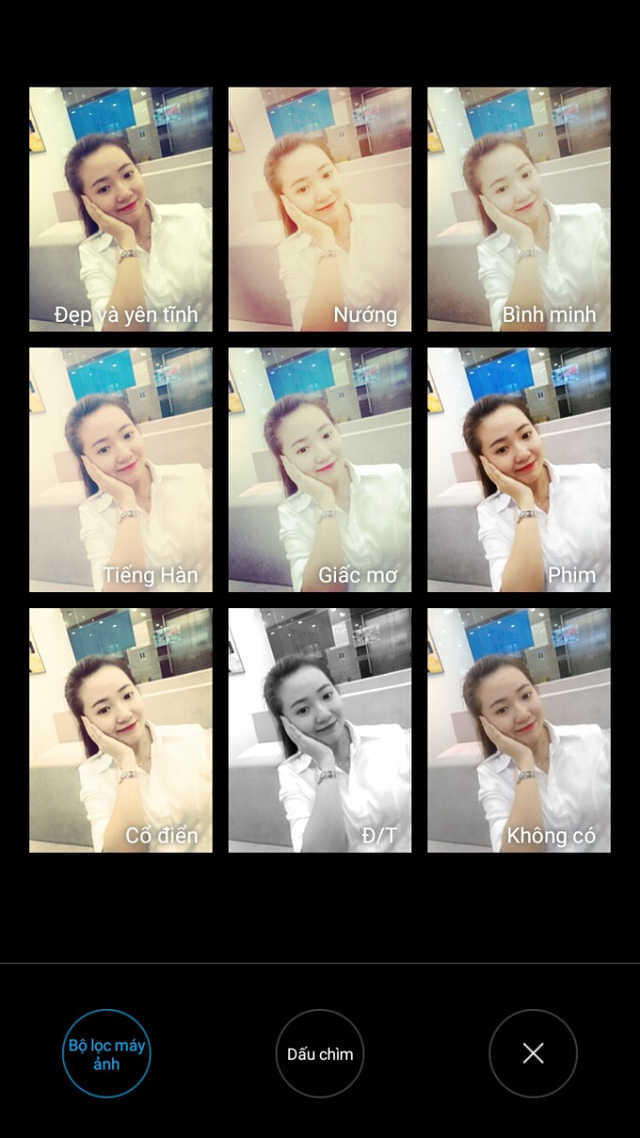 Đẹp và yên tĩnh
Nướng
Bình minh
Tiếng Hàn
Giấc mơ
Phim
Cổ điển
Đ/T
Không có
Bộ lọc máy
ảnh
Dấu chìm